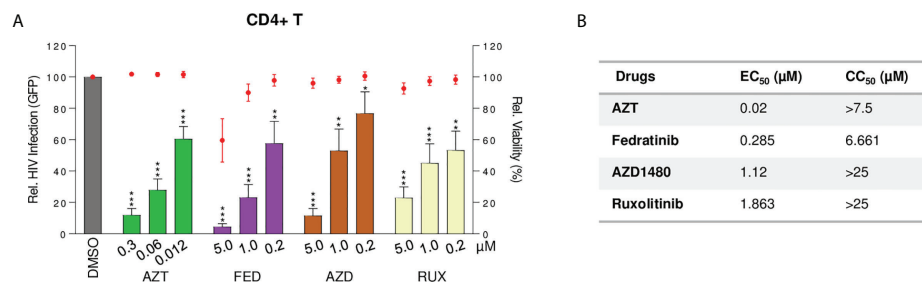 A
CD4+ T
Rel. HIV Infection (GFP)
120
100
80
60
40
20
0
***
***
***
***
***
**
***
**
*
***
***
**
120
100
80
60
40
20
0
Rel. Viability (%)
DMSO
0.3 0.06 0.012
5.0 1.0 0.2
5.0 1.0 0.2
5.0 1.0 0.2 µM
AZT FED AZD RUX
B
Drugs EC50 (µM) CC50 (µM)
AZT 0.02 >7.5
Fedratinib 0.285 6.661
AZD1480 1.12 >25
Ruxolitinib 1.863 >25